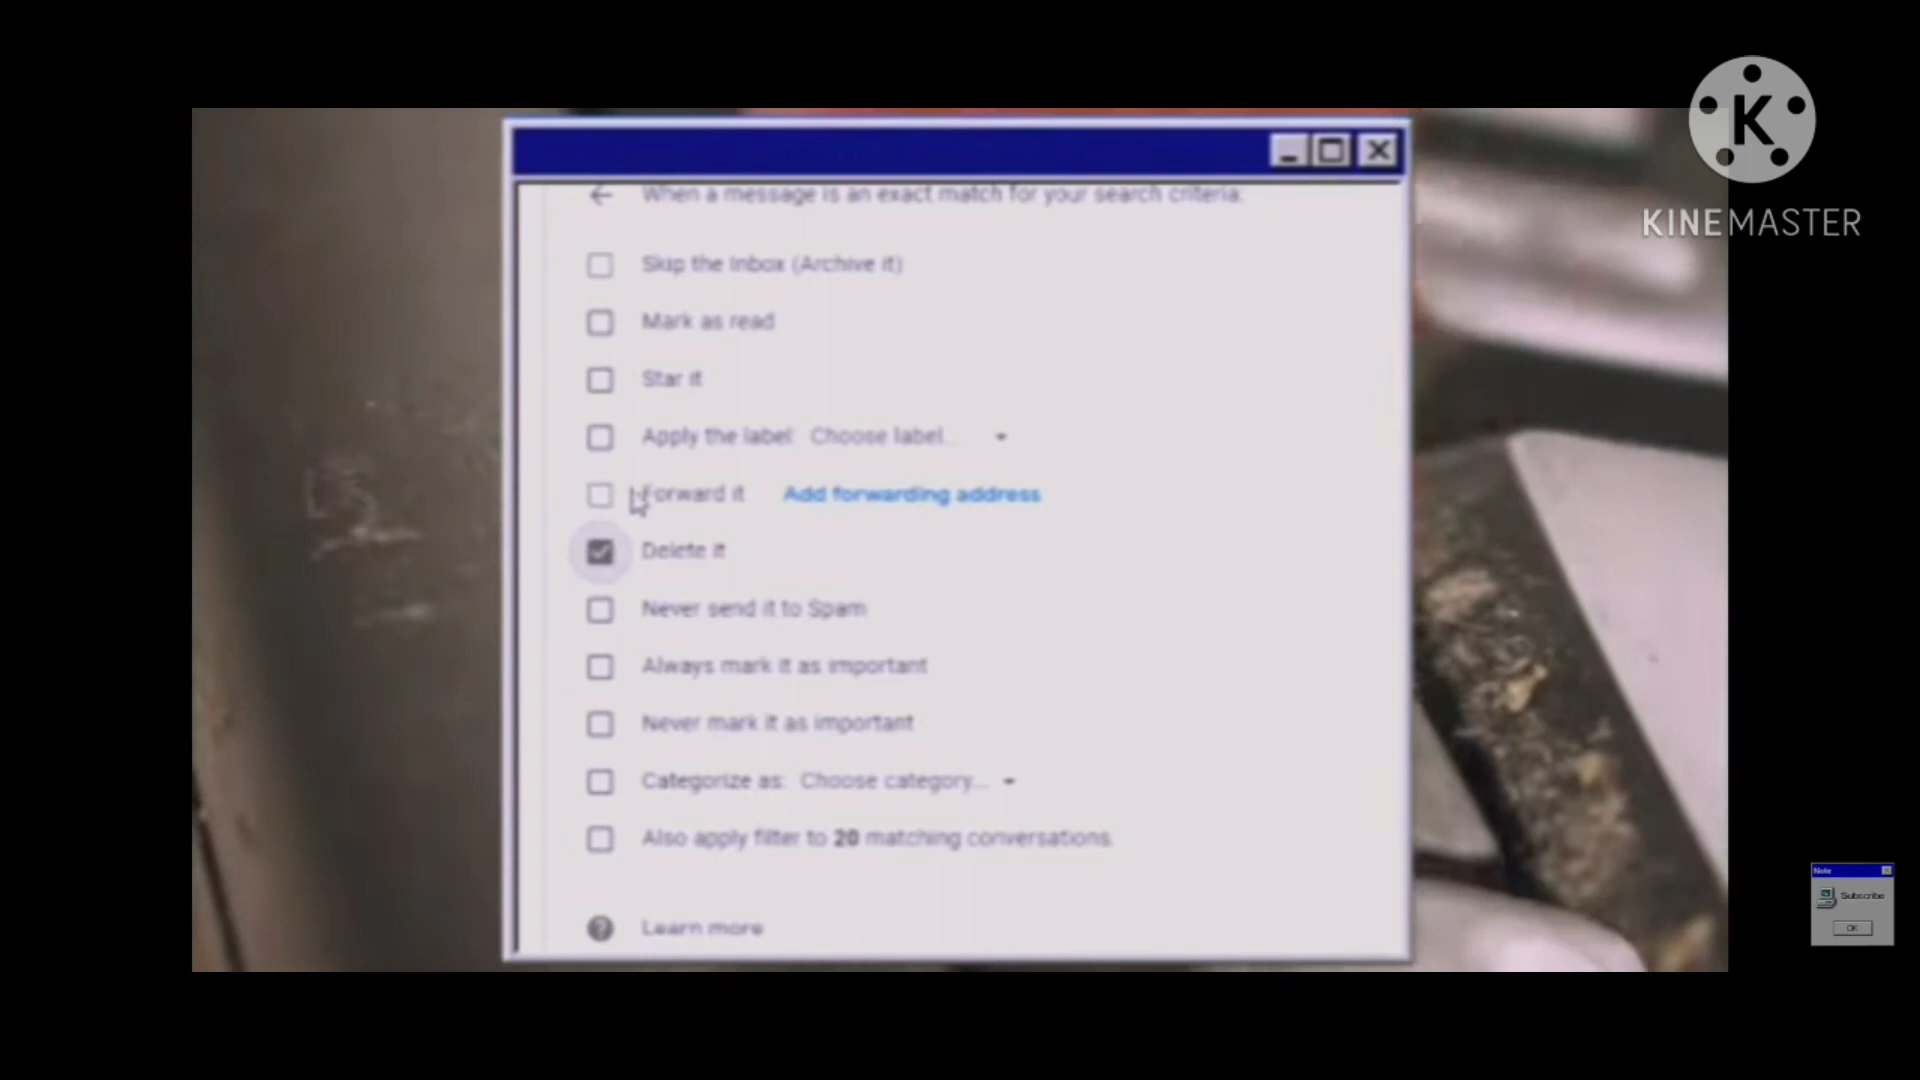 KINEMASTER
When a message is an exact match for your search criteria:
Skip the Inbox (Archive it)
Mark as read
Star it
Apply the label: Choose label...
Forward it Add forwarding address
Delete it
Never send it to Spam
Always mark it as important
Never mark it as important
Categorize as: Choose category...
Also apply filter to 20 matching conversations.
Learn more
Note
Subscribe
OK